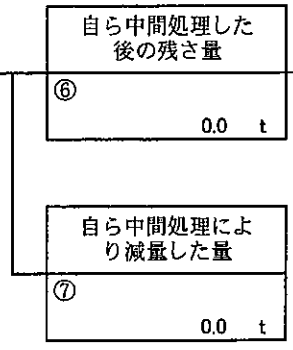 自ら中間処理した
後の残さ量
⑥
0.0 t
自ら中間処理によ
り減量した量
⑦
0.0 t